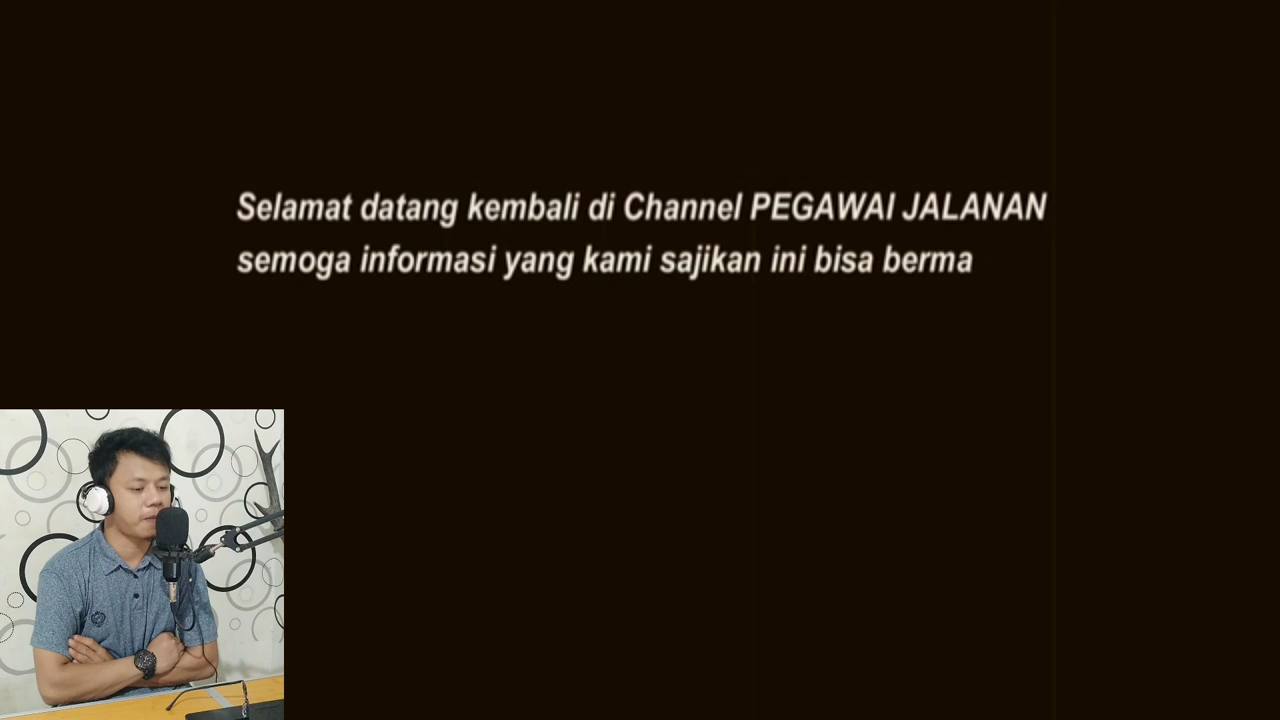 Selamat datang kembali di Channel PEGAWAI JALANAN
semoga informasi yang kami sajikan ini bisa berma